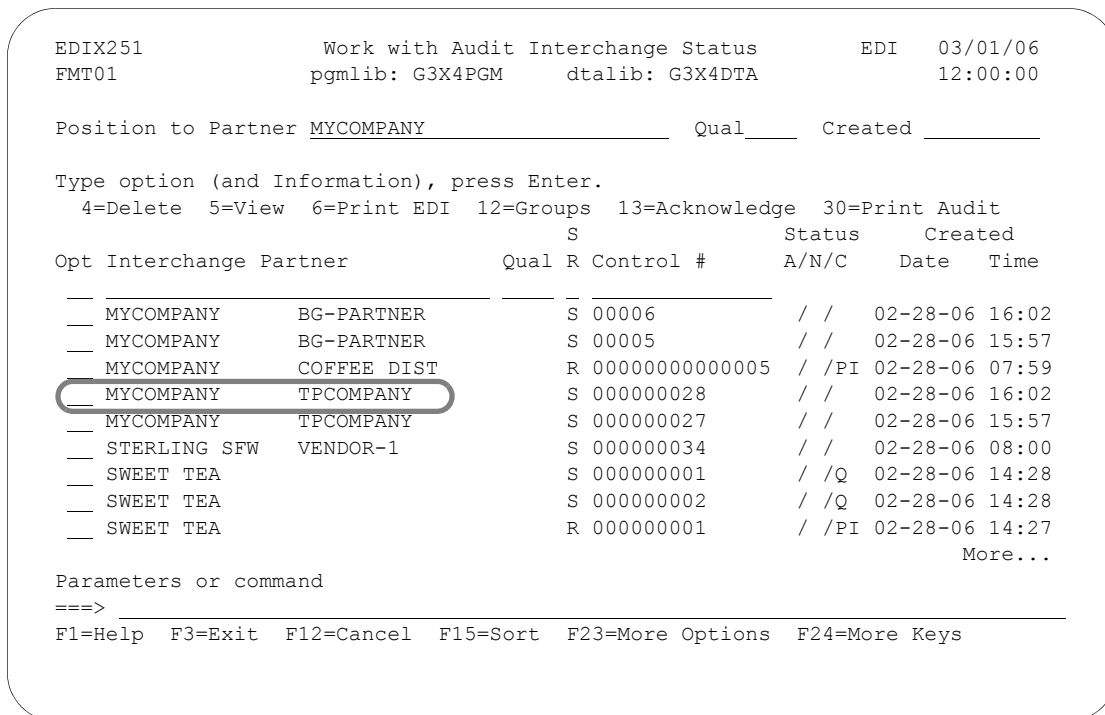 EDIX251 Work with Audit Interchange Status EDI 03/01/06
FMT01 pgmlib: G3X4PGM dtalib: G3X4DTA 12:00:00
Position to Partner MYCOMPANY Qual Created
Type option (and Information), press Enter.
4=Delete 5=View 6=Print EDI 12=Groups 13=Acknowledge 30=Print Audit
S Status Created
Opt Interchange Partner Qual R Control # A/N/C Date Time
MYCOMPANY BG-PARTNER S 00006 / / 02-28-06 16:02
MYCOMPANY BG-PARTNER S 00005 / / 02-28-06 15:57
MYCOMPANY COFFEE DIST R 00000000000005 / /PI 02-28-06 07:59
MYCOMPANY TPCOMPANY S 000000028 / / 02-28-06 16:02
MYCOMPANY TPCOMPANY S 000000027 / / 02-28-06 15:57
STERLING SFW VENDOR-1 S 000000034 / / 02-28-06 08:00
SWEET TEA S 000000001 / /Q 02-28-06 14:28
SWEET TEA S 000000002 / /Q 02-28-06 14:28
SWEET TEA R 000000001 / /PI 02-28-06 14:27
More...
Parameters or command
===>
F1=Help F3=Exit F12=Cancel F15=Sort F23=More Options F24=More Keys